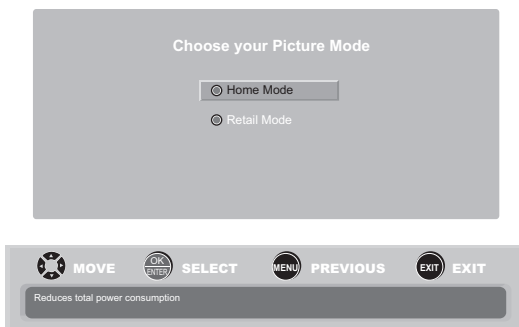 Choose your Picture Mode
Home Mode
Retail Mode
MOVE OK ENTER SELECT MENU PREVIOUS EXIT EXIT
Reduces total power consumption